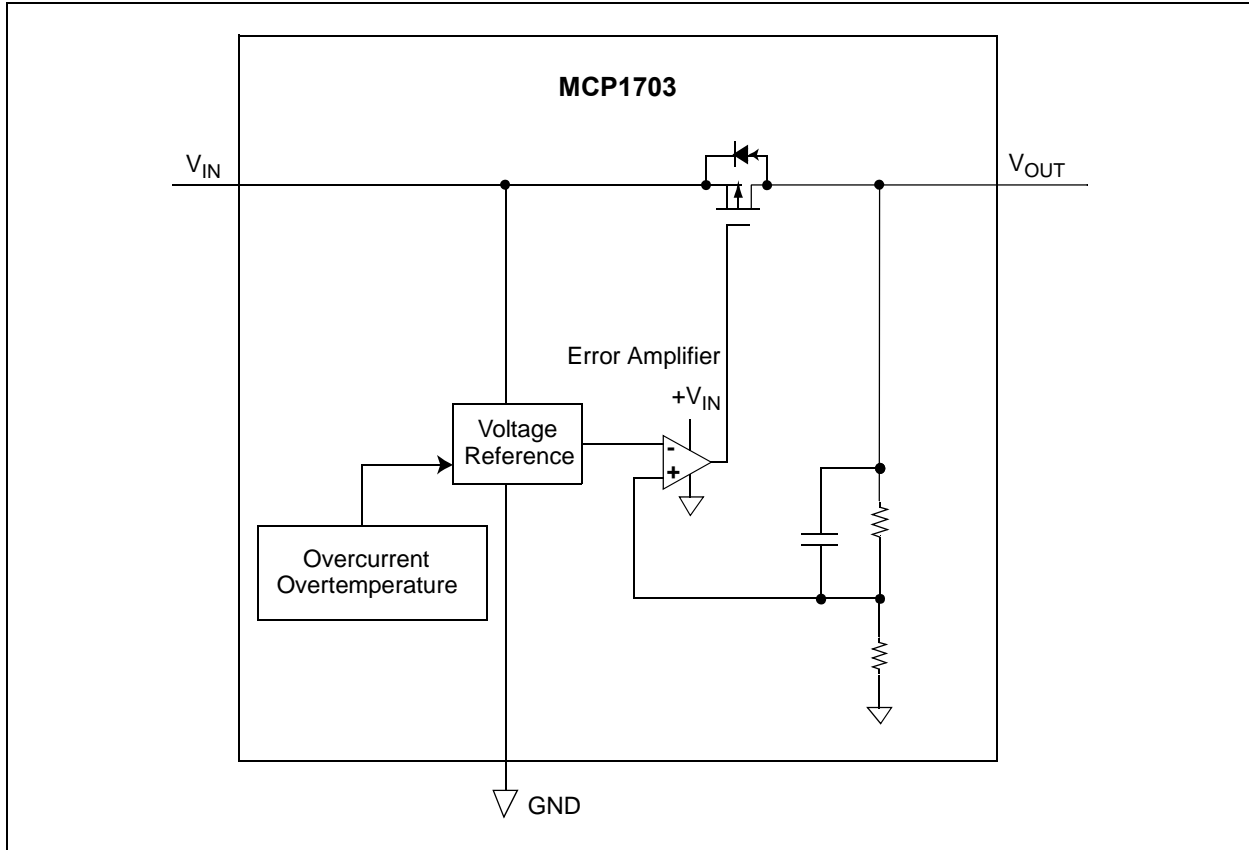 MCP1703
V_IN
V_OUT
Error Amplifier
+V_IN
Voltage
Reference
-
+
Overcurrent
Overtemperature
GND